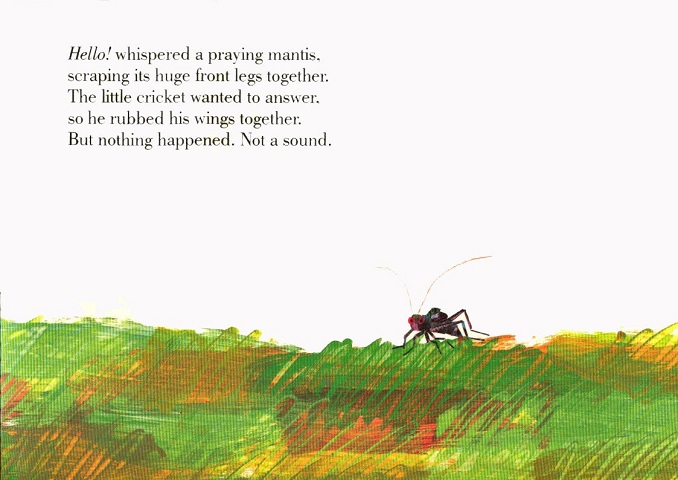 Hello! whispered a praying mantis,
scraping its huge front legs together.
The little cricket wanted to answer,
so he rubbed his wings together.
But nothing happened. Not a sound.